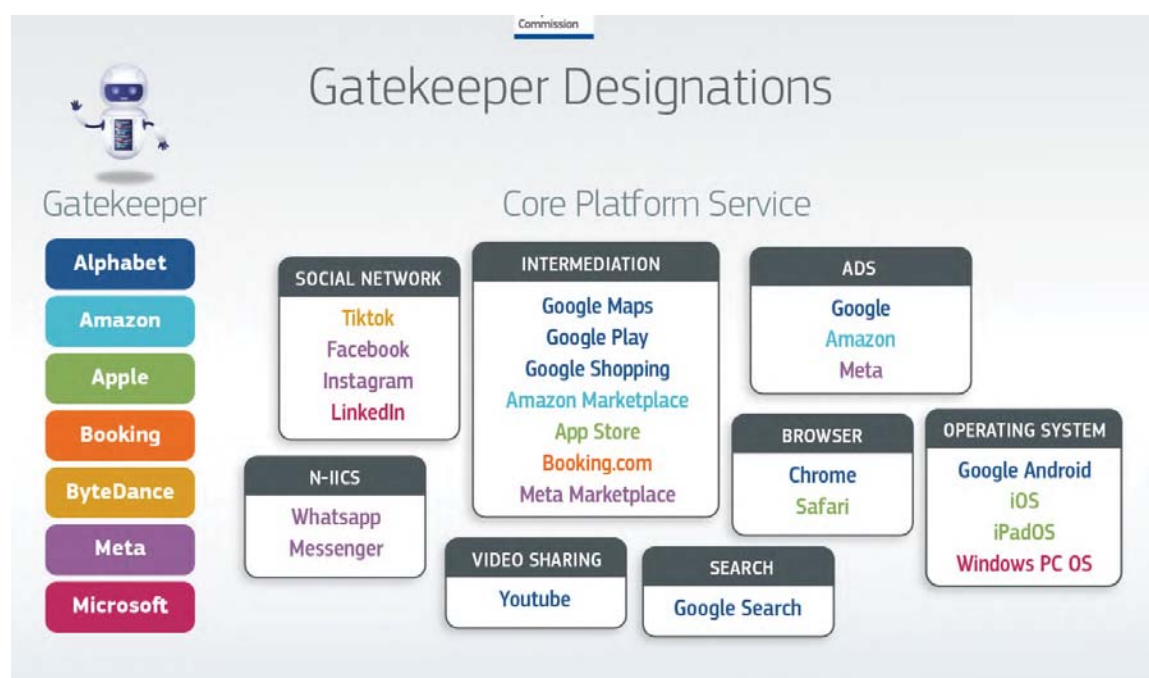 Commission
Gatekeeper Designations
Gatekeeper
Alphabet
Amazon
Apple
Booking
ByteDance
Meta
Microsoft
Core Platform Service
SOCIAL NETWORK
Tiktok
Facebook
Instagram
LinkedIn
N-IICS
Whatsapp
Messenger
INTERMEDIATION
Google Maps
Google Play
Google Shopping
Amazon Marketplace
App Store
Booking.com
Meta Marketplace
VIDEO SHARING
Youtube
ADS
Google
Amazon
Meta
BROWSER
Chrome
Safari
SEARCH
Google Search
OPERATING SYSTEM
Google Android
iOS
iPadOS
Windows PC OS